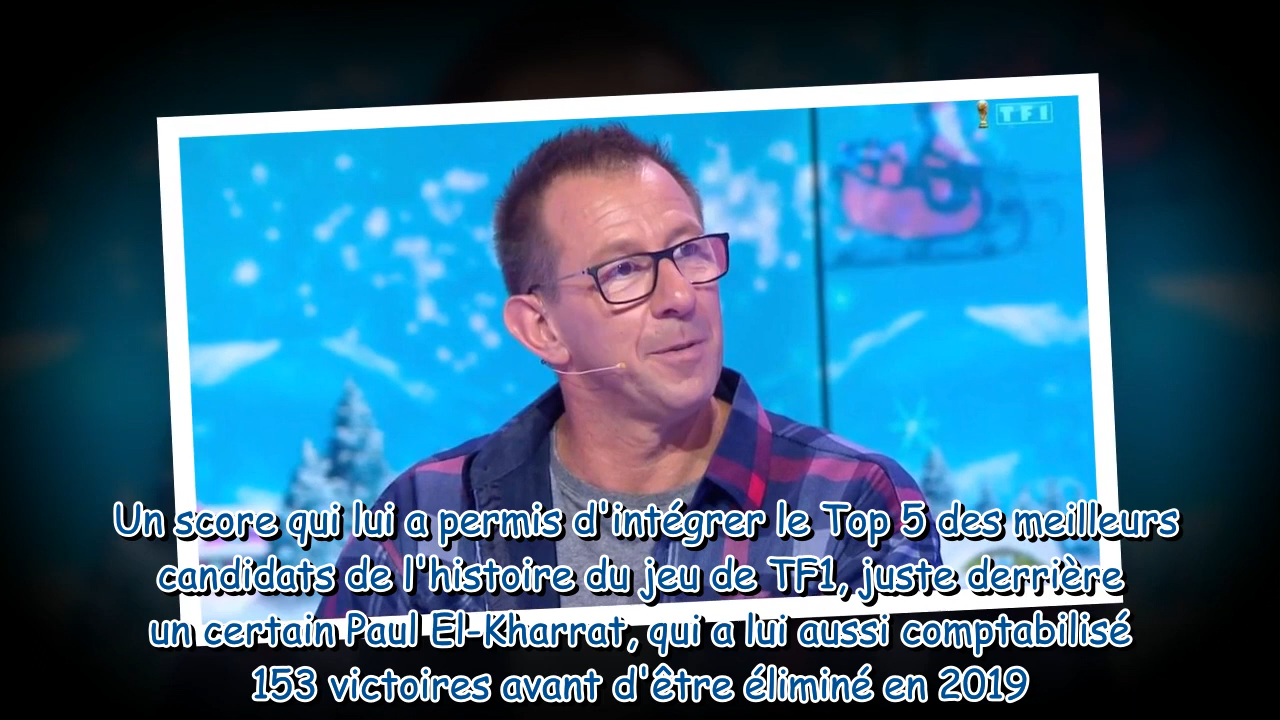 TF1
Un score qui lui a permis d'intégrer le Top 5 des meilleurs
candidats de l'histoire du jeu de TF1, juste derrière
un certain Paul El-Kharrat, qui a lui aussi comptabilisé
153 victoires avant d'être éliminé en 2019